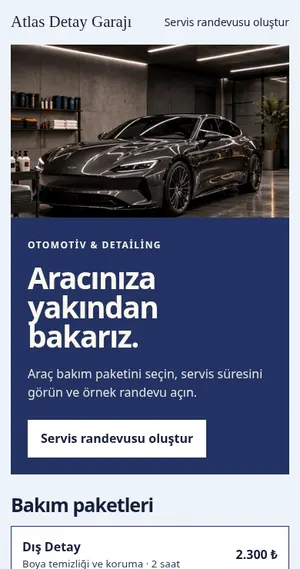 Atlas Detay Garajı
Servis randevusu oluştur
OTOMOTİV & DETAİLİNG
Aracınıza
yakından
bakarız.
Araç bakım paketini seçin, servis süresini
görün ve örnek randevu açın.
Servis randevusu oluştur
Bakım paketleri
Dış Detay
2.300 ₺
Boya temizliği ve koruma · 2 saat